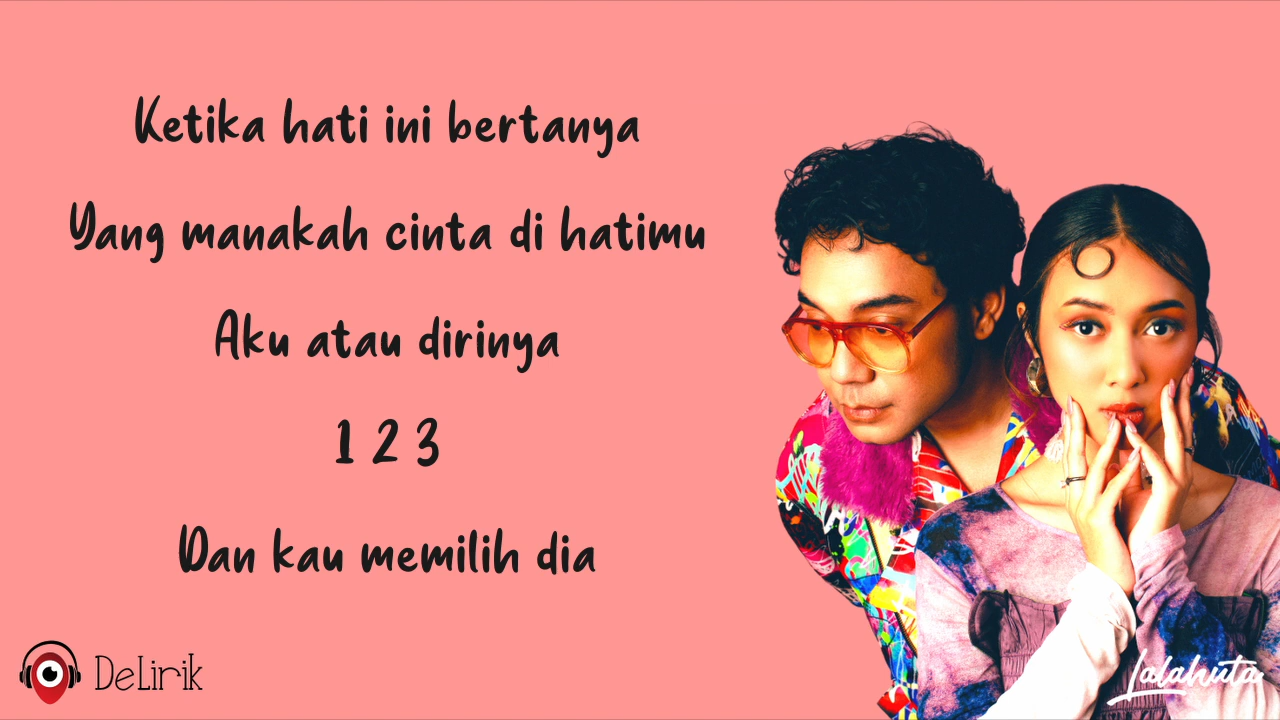 Ketika hati ini bertanya
Yang manakah cinta di hatimu
Aku atau dirinya
1 2 3
Dan kau memilih dia
DeLirik
Lalahuta